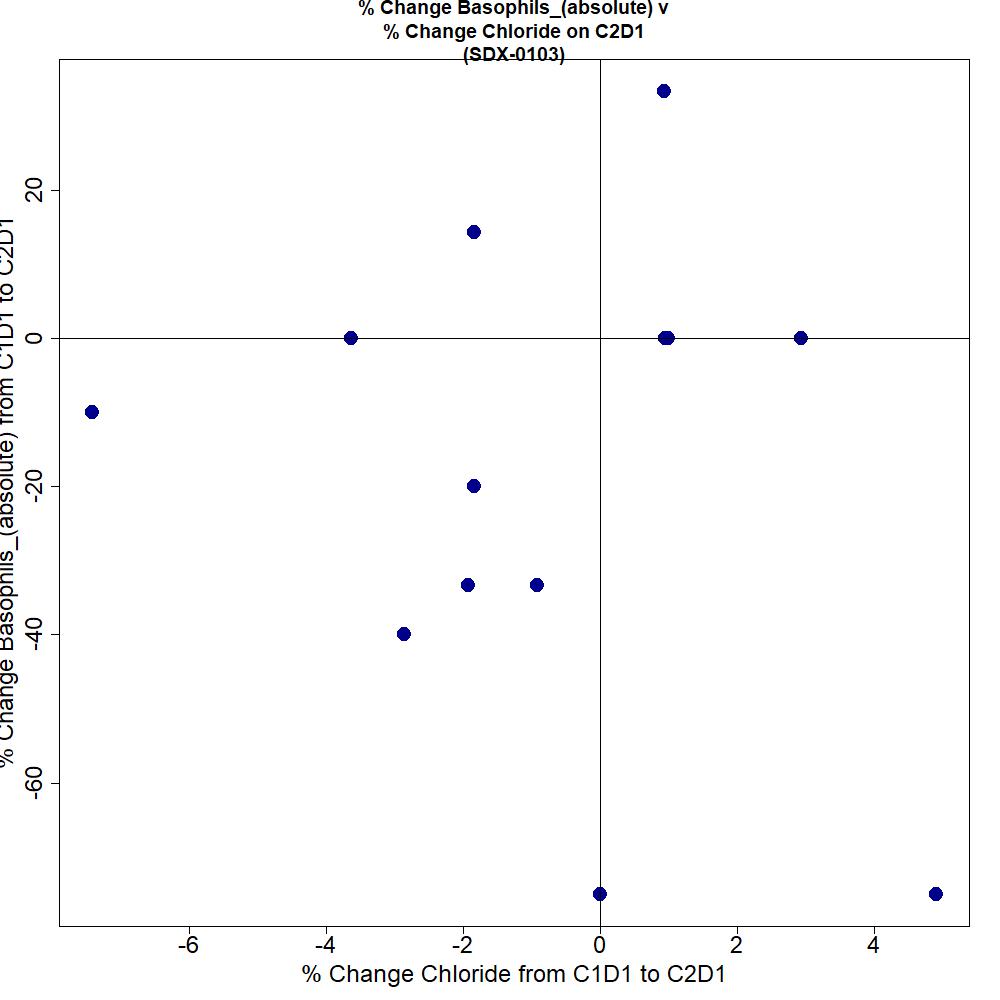 % Change Basophils_(absolute) v
% Change Chloride on C2D1
(SDX-0103)
% Change Basophils_(absolute) from C1D1 to C2D1
20
0
-20
-40
-60
-6
-4
-2
0
2
4
% Change Chloride from C1D1 to C2D1